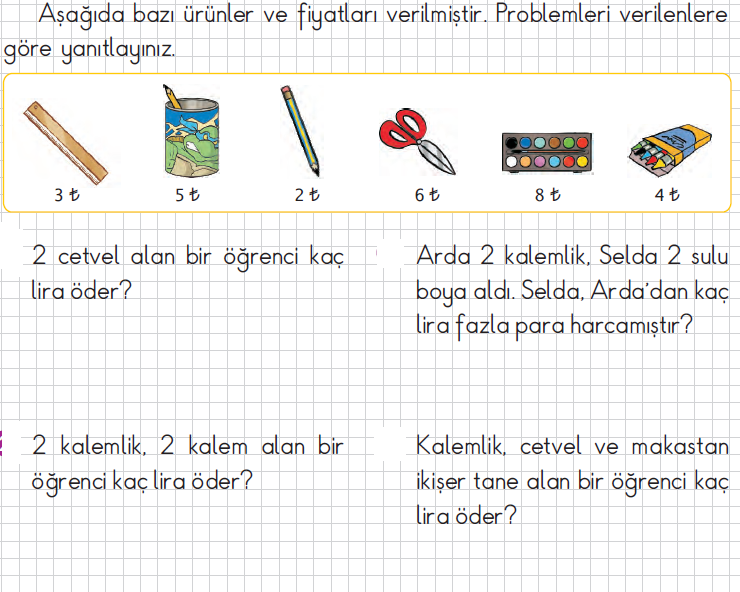 Aşağıda bazı ürünler ve fiyatları verilmiştir. Problemleri verilenlere
göre yanıtlayınız.
3 ₺
5 ₺
2 ₺
6 ₺
8 ₺
4 ₺
2 cetvel alan bir öğrenci kaç
lira öder?
Arda 2 kalemlik, Selda 2 sulu
boya aldı. Selda, Arda'dan kaç
lira fazla para harcamıştır?
2 kalemlik, 2 kalem alan bir
öğrenci kaç lira öder?
Kalemlik, cetvel ve makastan
ikişer tane alan bir öğrenci kaç
lira öder?